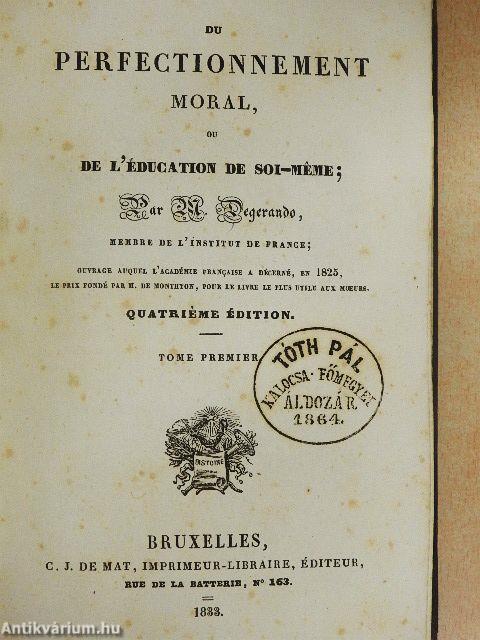 DU
PERFECTIONNEMENT
MORAL,
OU
DE L'ÉDUCATION DE SOI-MÊME;
Par M. Degerando,
MEMBRE DE L'INSTITUT DE FRANCE;
OUVRAGE AUQUEL L'ACADÉMIE FRANÇAISE A DÉCERNÉ, EN 1825,
LE PRIX FONDÉ PAR M. DE MONTHYON, POUR LE LIVRE LE PLUS UTILE AUX MŒURS.
QUATRIÈME ÉDITION.
TOME PREMIER
TÓTH PÁL
KALOCSA-FŐMEGYEI
ÁLDOZÁR
1864.
HISTOIRE
BRUXELLES,
C. J. DE MAT, IMPRIMEUR-LIBRAIRE, ÉDITEUR,
RUE DE LA BATTERIE, Nº 163.
1833.
Antikvárium.hu